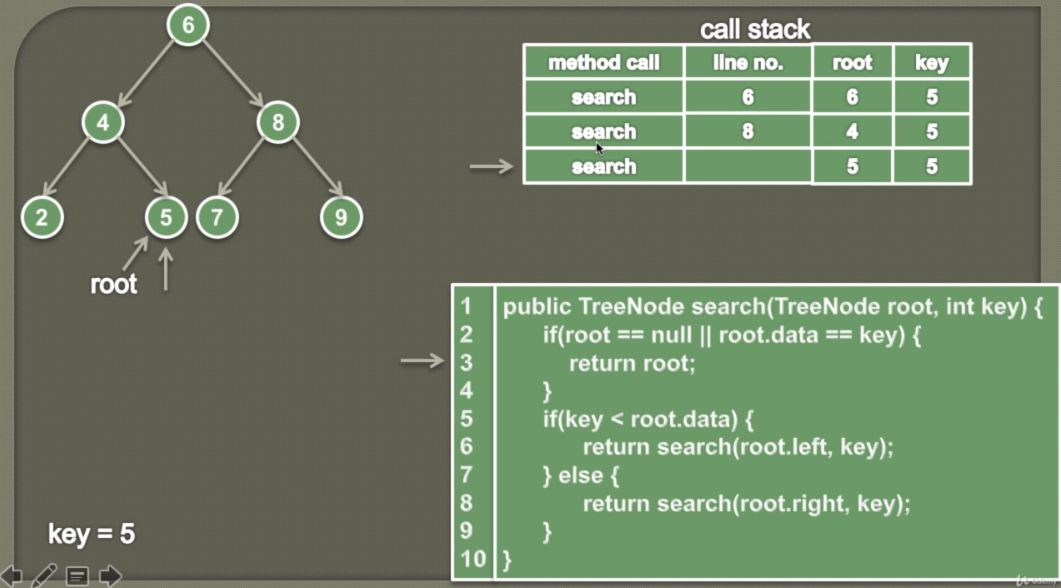 6
4 8
2 5 7 9
root
key = 5
call stack
method call line no. root key
search 6 6 5
search 8 4 5
search 5 5
1 public TreeNode search(TreeNode root, int key) {
2 if(root == null || root.data == key) {
3 return root;
4 }
5 if(key < root.data) {
6 return search(root.left, key);
7 } else {
8 return search(root.right, key);
9 }
10 }